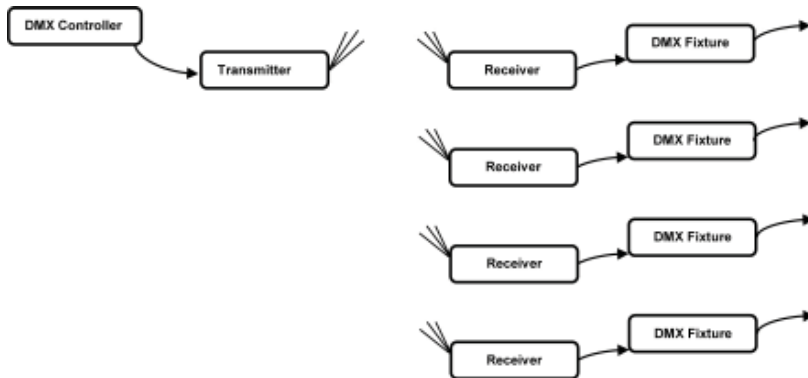 DMX Controller
Transmitter
Receiver
DMX Fixture
Receiver
DMX Fixture
Receiver
DMX Fixture
Receiver
DMX Fixture